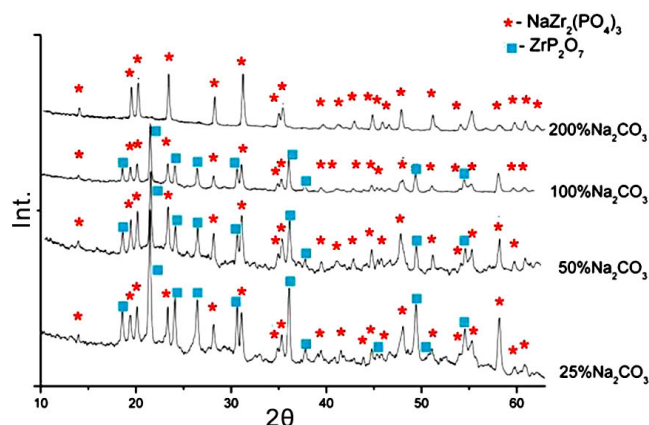 *- NaZr₂(PO₄)₃
■- ZrP₂O₇
200%Na₂CO₃
100%Na₂CO₃
50%Na₂CO₃
25%Na₂CO₃
Int.
10 20 30 40 50 60
2θ